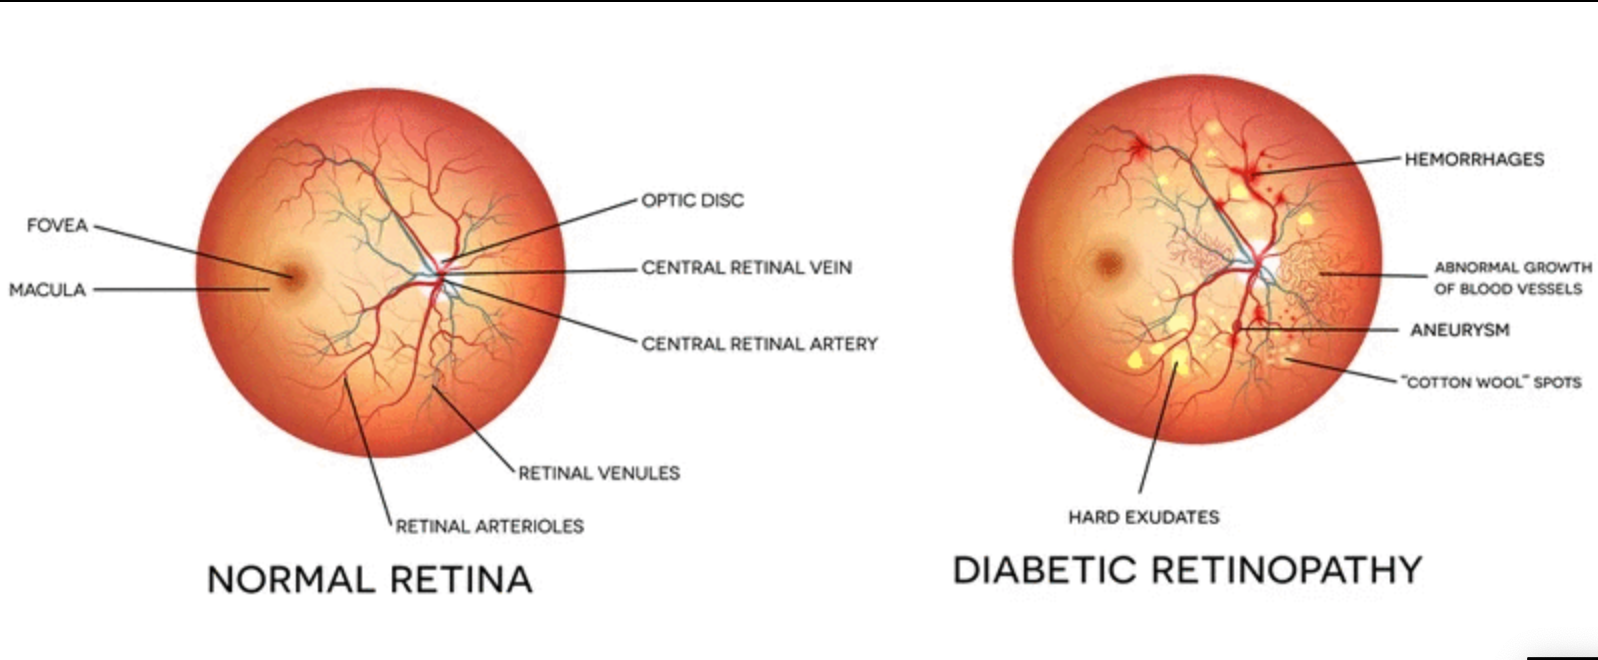 FOVEA
MACULA
OPTIC DISC
CENTRAL RETINAL VEIN
CENTRAL RETINAL ARTERY
RETINAL VENULES
RETINAL ARTERIOLES
NORMAL RETINA
HEMORRHAGES
ABNORMAL GROWTH
OF BLOOD VESSELS
ANEURYSM
"COTTON WOOL" SPOTS
HARD EXUDATES
DIABETIC RETINOPATHY